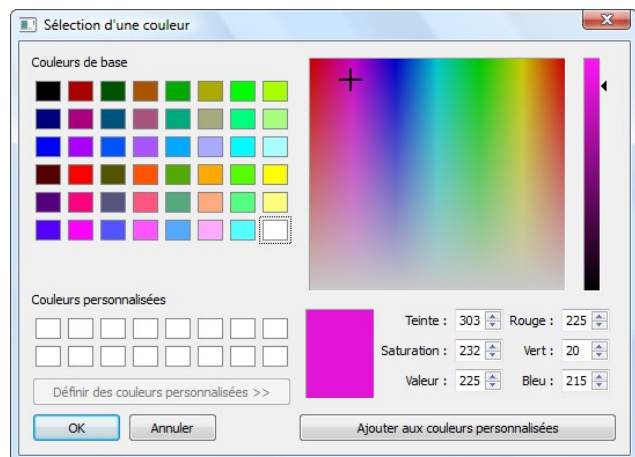 Sélection d'une couleur
Couleurs de base
Couleurs personnalisées
Définir des couleurs personnalisées >>
OK
Annuler
Teinte : 303
Rouge : 225
Saturation : 232
Vert : 20
Valeur : 225
Bleu : 215
Ajouter aux couleurs personnalisées